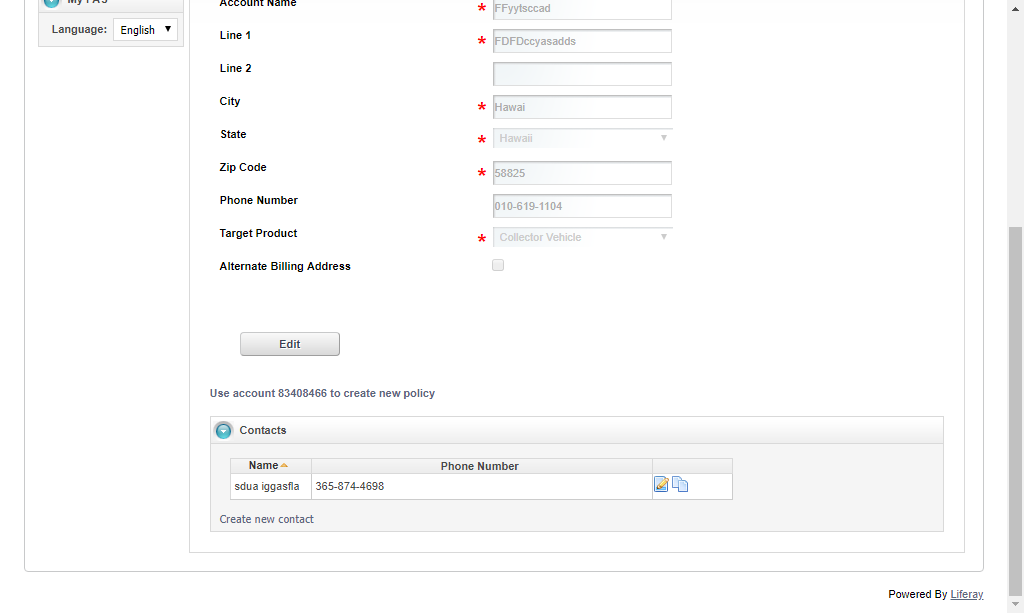 My FAS
Language: English
Account Name * FFyytsccad
Line 1 * FDFDccyasadds
Line 2
City * Hawai
State * Hawaii
Zip Code * 58825
Phone Number 010-619-1104
Target Product * Collector Vehicle
Alternate Billing Address
Edit
Use account 83408466 to create new policy
Contacts
Name Phone Number
sdua iggasfla 365-874-4698
Create new contact
Powered By Liferay